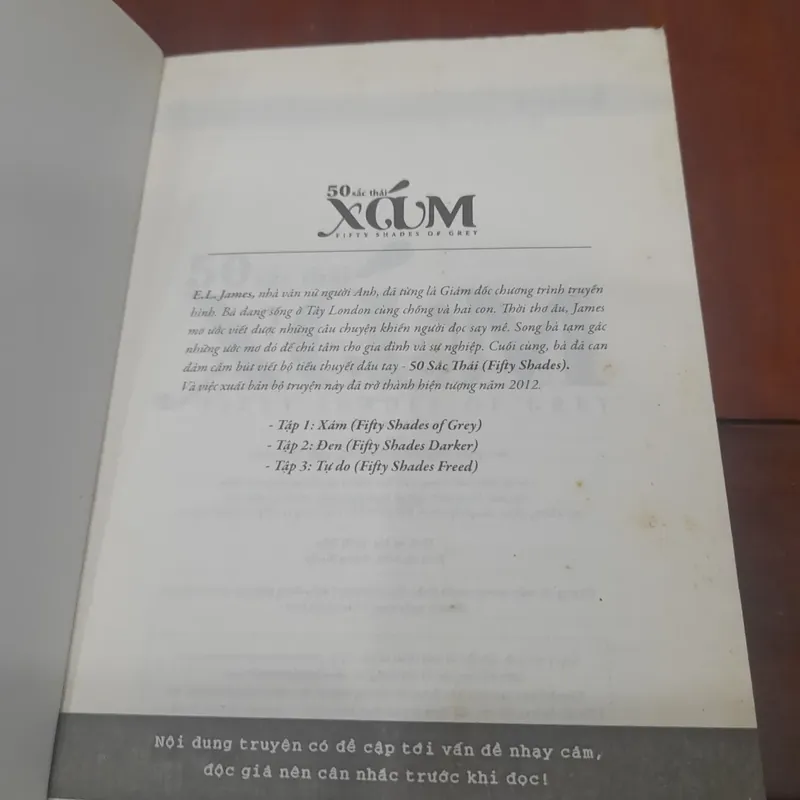 50 sắc thái
XÁM
FIFTY SHADES OF GREY
E.L. James, nhà văn nữ người Anh, đã từng là Giám đốc chương trình truyền
hình. Bà đang sống ở Tây London cùng chồng và hai con. Thời thơ ấu, James
mơ ước viết được những câu chuyện khiến người đọc say mê. Song bà tạm gác
những ước mơ đó để chú tâm cho gia đình và sự nghiệp. Cuối cùng, bà đã can
đảm cầm bút viết bộ tiểu thuyết đầu tay - 50 Sắc Thái (Fifty Shades).
Và việc xuất bản bộ truyện này đã trở thành hiện tượng năm 2012.
- Tập 1: Xám (Fifty Shades of Grey)
- Tập 2: Đen (Fifty Shades Darker)
- Tập 3: Tự do (Fifty Shades Freed)
Nội dung truyện có đề cập tới vấn đề nhạy cảm,
độc giả nên cân nhắc trước khi đọc!